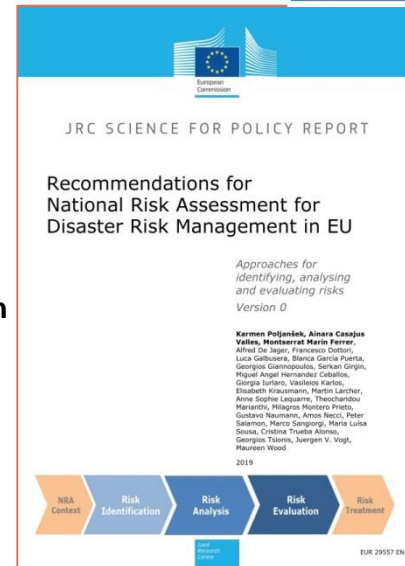 European
Commission
JRC SCIENCE FOR POLICY REPORT
Recommendations for
National Risk Assessment for
Disaster Risk Management in EU
Approaches for
identifying, analysing
and evaluating risks
Version 0
n
Karmen Poljanšek, Ainara Casajus
Valles, Montserrat Marín Ferrer,
Alfred De Jager, Francesco Dottori,
Luca Galbusera, Blanca García Puerta,
Georgios Giannopoulos, Serkan Girgin,
Miguel Angel Hernandez Ceballos,
Giorgia Iurlaro, Vasileios Karlos,
Elisabeth Krausmann, Martin Larcher,
Anne Sophie Lequarre, Theocharidou
Marianthi, Milagros Montero Prieto,
Gustavo Naumann, Amos Necci, Peter
Salamon, Marco Sangiorgi, Maria Luísa
Sousa, Cristina Trueba Alonso,
Georgios Tsionis, Juergen V. Vogt,
Maureen Wood
2019
NRA
Context
Risk
Identification
Risk
Analysis
Risk
Evaluation
Risk
Treatment
Joint
Research
Centre
EUR 29557 EN